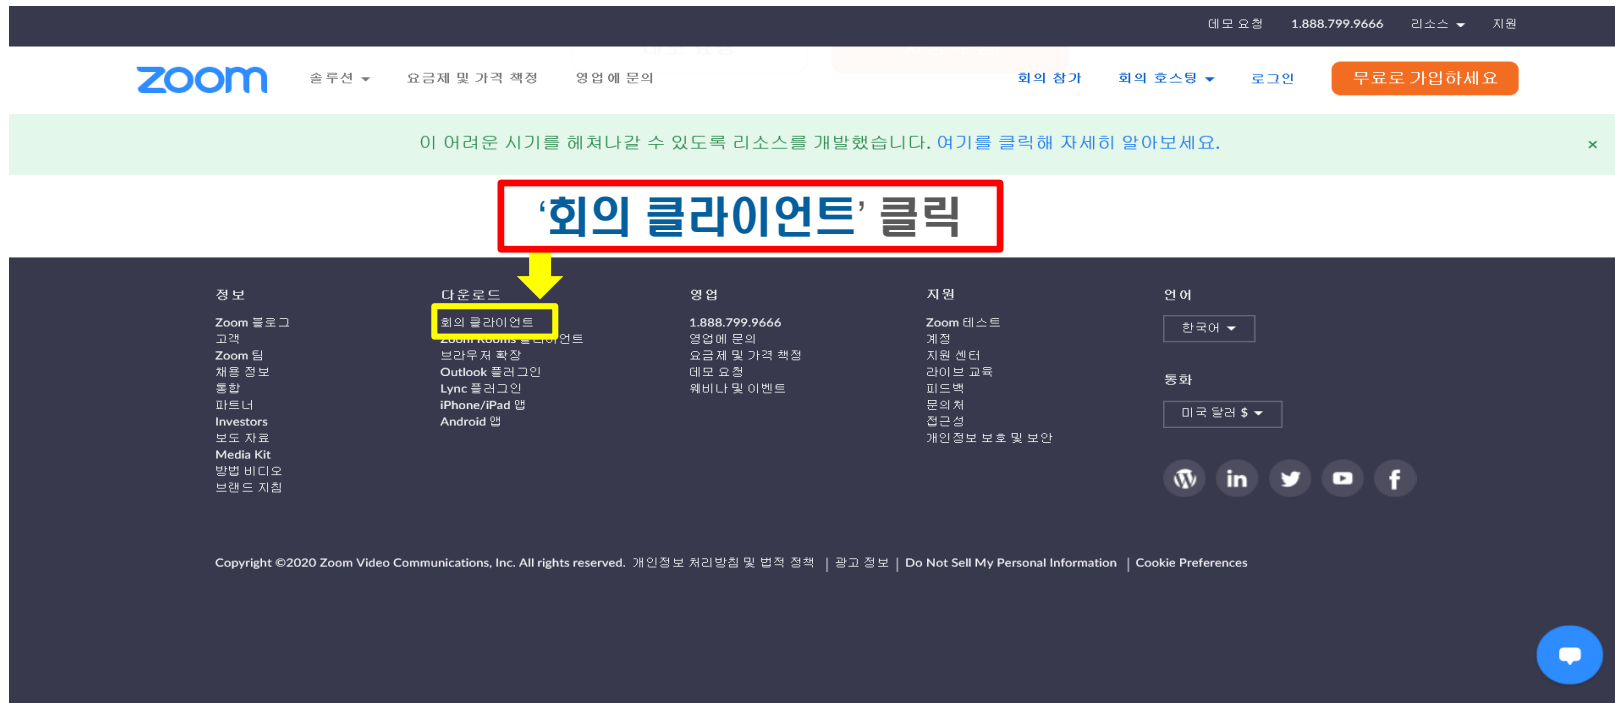 데모 요청 1.888.799.9666 리소스 지원
zoom 솔루션 요금제 및 가격 책정 영업에 문의 회의 참가 회의 호스팅 로그인 무료로 가입하세요
이 어려운 시기를 헤쳐나갈 수 있도록 리소스를 개발했습니다. 여기를 클릭해 자세히 알아보세요. ×
‘회의 클라이언트’ 클릭
정보
Zoom 블로그
고객
Zoom 팀
채용 정보
통합
파트너
Investors
보도 자료
Media Kit
방법 비디오
브랜드 지침
다운로드
회의 클라이언트
Zoom Rooms 클라이언트
브라우저 확장
Outlook 플러그인
Lync 플러그인
iPhone/iPad 앱
Android 앱
영업
1.888.799.9666
영업에 문의
요금제 및 가격 책정
데모 요청
웨비나 및 이벤트
지원
Zoom 테스트
계정
지원 센터
라이브 교육
피드백
문의처
접근성
개인정보 보호 및 보안
언어
한국어
통화
미국 달러 $
Copyright ©2020 Zoom Video Communications, Inc. All rights reserved. 개인정보 처리방침 및 법적 정책 | 광고 정보 | Do Not Sell My Personal Information | Cookie Preferences